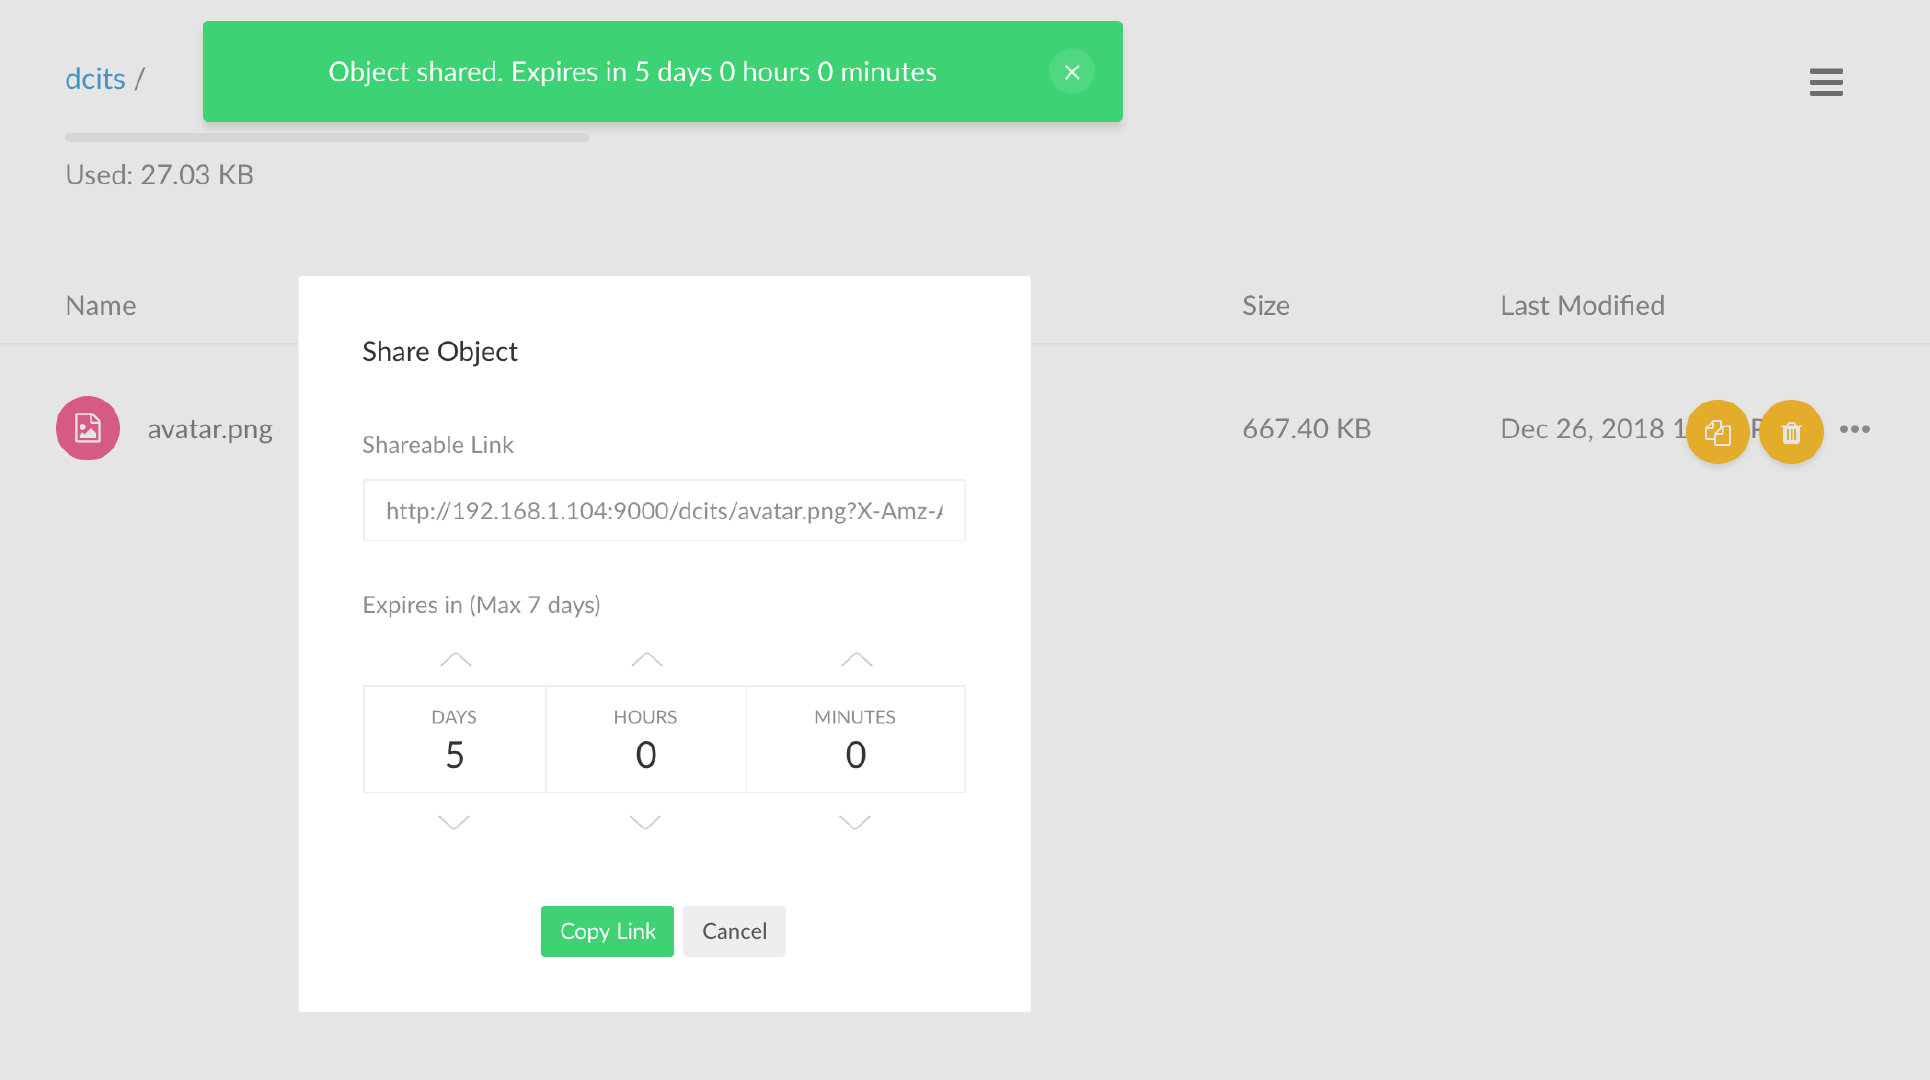 Object shared. Expires in 5 days 0 hours 0 minutes
dcits /
Used: 27.03 KB
Name
Size
Last Modified
avatar.png
667.40 KB
Dec 26, 2018 1
Share Object
Shareable Link
http://192.168.1.104:9000/dcits/avatar.png?X-Amz-
Expires in (Max 7 days)
DAYS
HOURS
MINUTES
5
0
0
Copy Link
Cancel